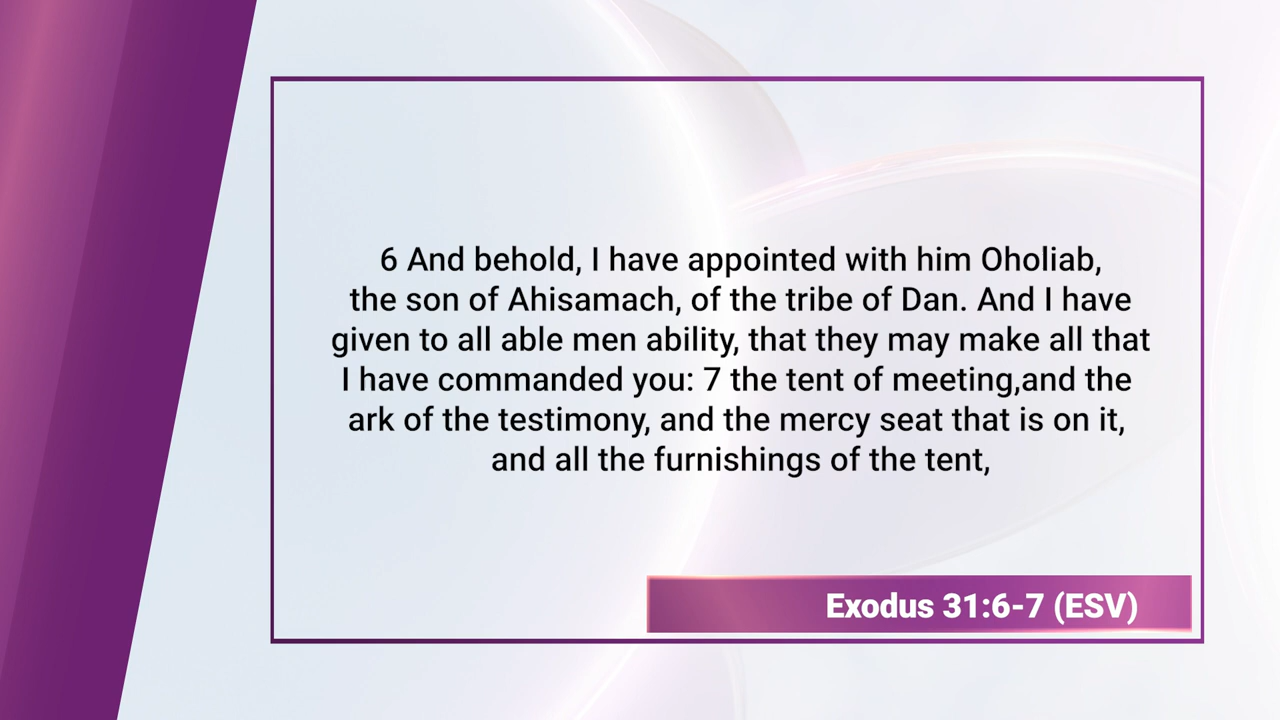 6 And behold, I have appointed with him Oholiab,
the son of Ahisamach, of the tribe of Dan. And I have
given to all able men ability, that they may make all that
I have commanded you: 7 the tent of meeting,and the
ark of the testimony, and the mercy seat that is on it,
and all the furnishings of the tent,
Exodus 31:6-7 (ESV)